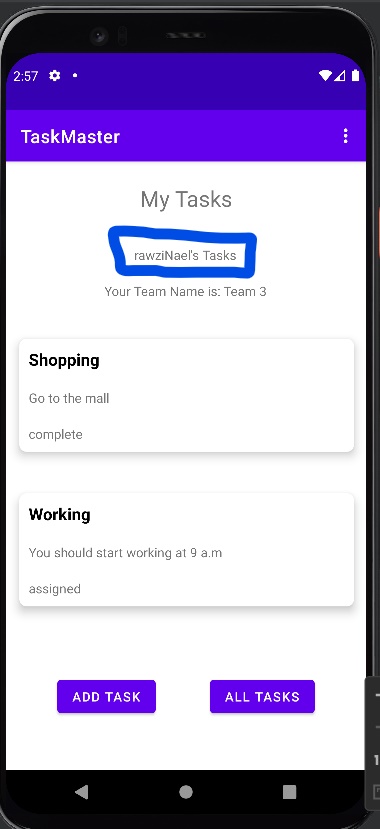 2:57
TaskMaster
My Tasks
rawziNael's Tasks
Your Team Name is: Team 3
Shopping
Go to the mall
complete
Working
You should start working at 9 a.m
assigned
ADD TASK
ALL TASKS